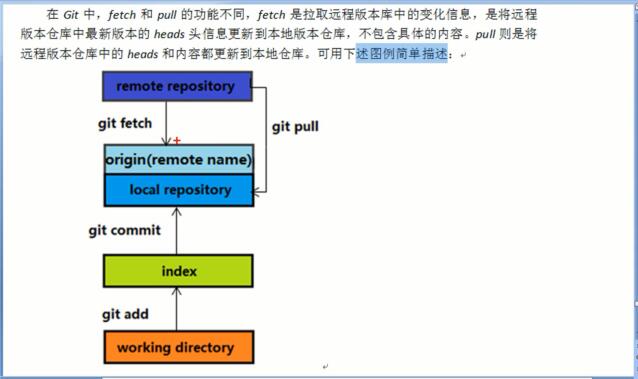 在 Git 中，fetch 和 pull 的功能不同，fetch 是拉取远程版本库中的变化信息，是将远程
版本仓库中最新版本的 heads 头信息更新到本地版本仓库，不包含具体的内容。pull 则是将
远程版本仓库中的 heads 和内容都更新到本地仓库。可用下述图例简单描述：
remote repository
git fetch
git pull
origin(remote name)
local repository
git commit
index
git add
working directory